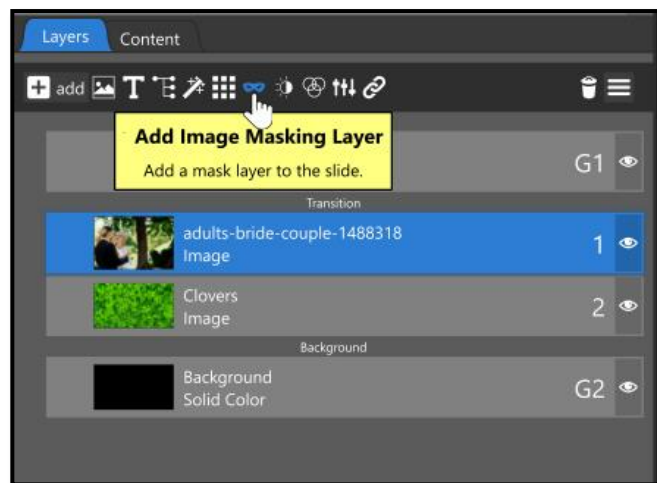 Layers Content
add T
Add Image Masking Layer
Add a mask layer to the slide.
G1
Transition
adults-bride-couple-1488318
Image
1
Clovers
Image
2
Background
Background
Solid Color
G2